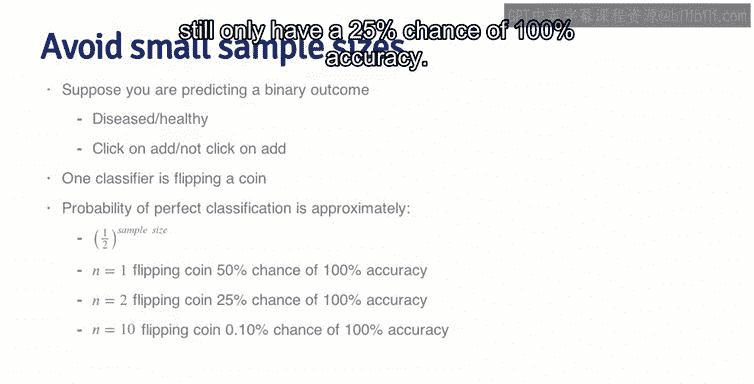 still only have a 25% chance of 100%
accuracy.
Avoid small sample sizes
· Suppose you are predicting a binary outcome
- Diseased/healthy
- Click on add/not click on add
· One classifier is flipping a coin
· Probability of perfect classification is approximately:
- (1/2)^sample size
- n = 1 flipping coin 50% chance of 100% accuracy
- n = 2 flipping coin 25% chance of 100% accuracy
- n = 10 flipping coin 0.10% chance of 100% accuracy